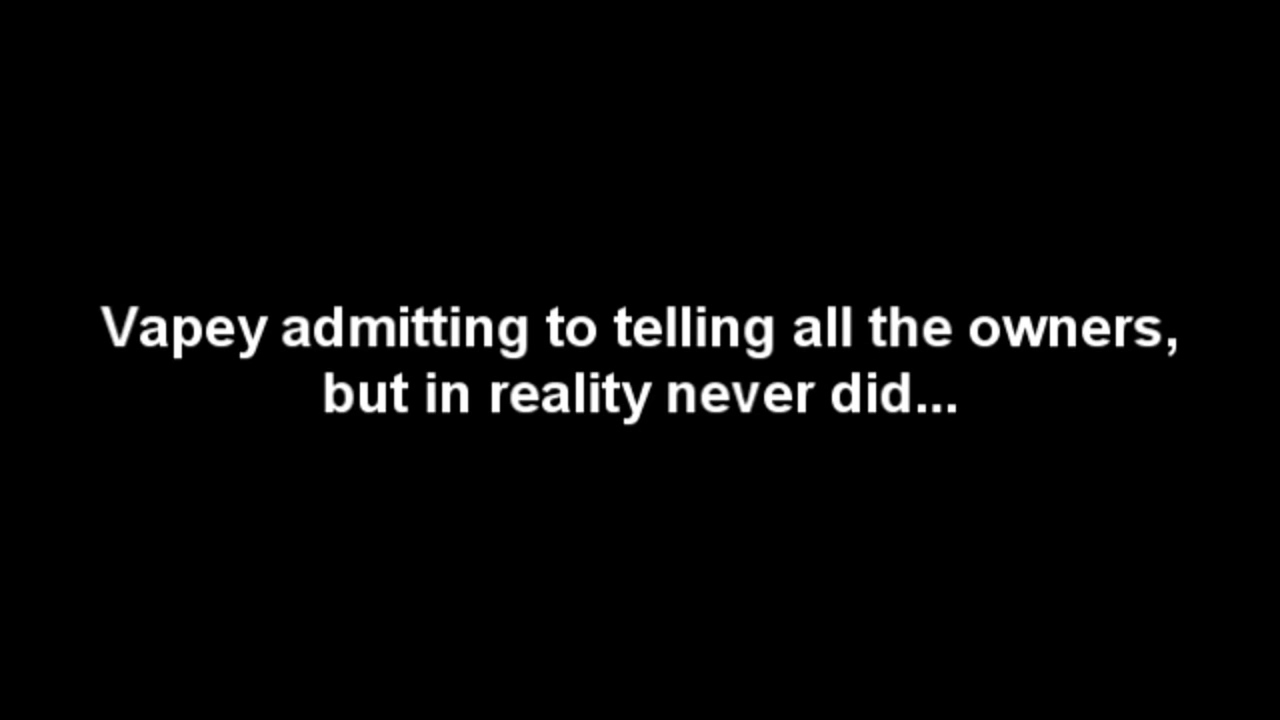 Vapey admitting to telling all the owners,
but in reality never did...